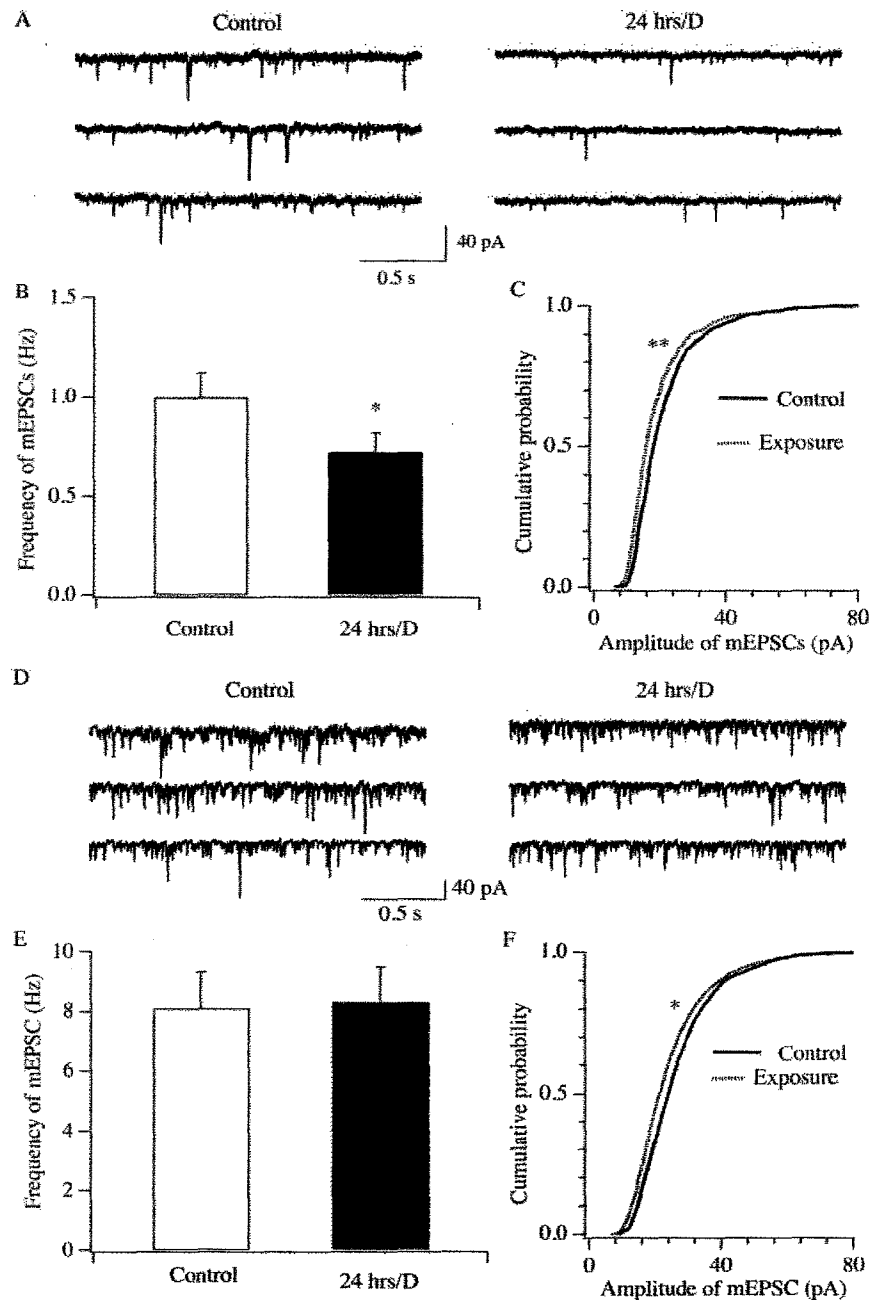 A
Control
24 hrs/D
40 pA
0.5 s
B
Frequency of mEPSCs (Hz)
1.5
1.0
0.5
0.0
*
Control
24 hrs/D
C
Cumulative probability
1.0
0.5
0.0
**
Control
Exposure
0
40
80
Amplitude of mEPSCs (pA)
D
Control
24 hrs/D
40 pA
0.5 s
E
Frequency of mEPSC (Hz)
10
8
6
4
2
0
Control
24 hrs/D
F
Cumulative probability
1.0
0.5
0.0
*
Control
Exposure
0
40
80
Amplitude of mEPSC (pA)